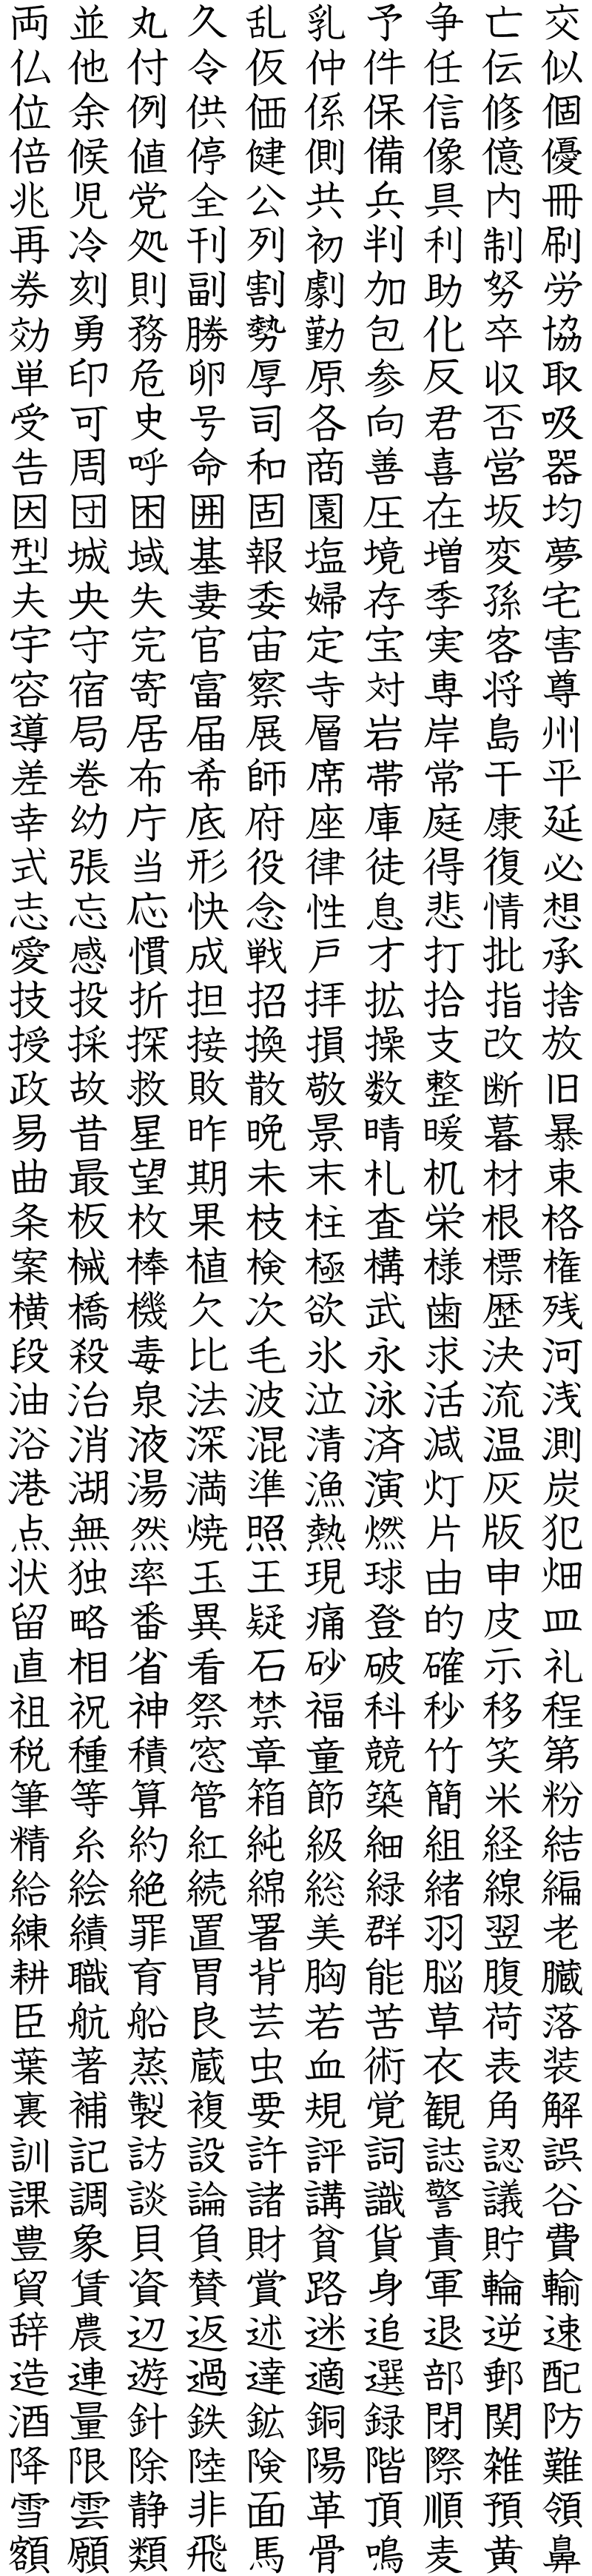 両 並 丸 久 乱 乳 予 争 亡 交
仏 他 付 令 仮 仲 件 任 伝 似
位 余 例 供 価 係 保 信 修 個
倍 候 値 停 健 側 備 像 億 優
兆 児 党 全 公 共 兵 具 内 冊
再 冷 処 刊 列 初 判 利 制 刷
券 刻 則 副 割 劇 加 助 努 労
効 勇 務 勝 勢 勤 包 化 卒 協
単 印 危 卵 厚 原 参 反 収 取
受 可 史 号 司 各 向 君 否 吸
告 周 呼 命 和 商 善 喜 営 器
因 団 困 囲 固 園 圧 在 坂 均
型 城 域 基 報 塩 境 増 変 夢
夫 央 失 妻 委 婦 存 季 孫 宅
宇 守 完 官 宙 定 宝 実 客 害
容 宿 寄 富 察 寺 対 専 将 尊
導 局 居 届 展 層 岩 岸 島 州
差 巻 布 希 師 席 帯 常 干 平
幸 幼 庁 底 府 座 庫 庭 康 延
式 張 当 形 役 律 徒 得 復 必
志 忘 応 快 念 性 息 悲 情 想
愛 感 慣 成 戦 戸 才 打 批 承
技 投 折 担 招 拝 拡 拾 指 捨
授 採 探 接 換 損 操 支 改 放
政 故 救 敗 散 敬 数 整 断 旧
易 昔 星 昨 晩 景 晴 暖 暮 暴
曲 最 望 期 未 末 札 机 材 束
条 板 枚 果 枝 柱 査 栄 根 格
案 械 棒 植 検 極 構 様 標 権
横 橋 機 欠 次 欲 武 歯 歴 残
段 殺 毒 比 毛 氷 永 求 決 河
油 治 泉 法 波 泣 泳 活 流 浅
浴 消 液 深 混 清 済 減 温 測
港 湖 湯 満 準 漁 演 灯 灰 炭
点 無 然 焼 照 熱 燃 片 版 犯
状 独 率 玉 王 現 球 由 申 畑
留 略 番 異 疑 痛 登 的 皮 皿
直 相 省 看 石 砂 破 確 示 礼
祖 祝 神 祭 禁 福 科 秒 移 程
税 種 積 窓 章 童 競 竹 笑 第
筆 等 算 管 箱 節 築 簡 米 粉
精 糸 約 紅 純 級 細 組 経 結
給 絵 絶 続 綿 総 緑 緒 線 編
練 績 罪 置 署 美 群 羽 翌 老
耕 職 育 胃 背 胸 能 脳 腹 臓
臣 航 船 良 芸 若 苦 草 荷 落
葉 著 蒸 蔵 虫 血 術 衣 表 装
裏 補 製 複 要 規 覚 観 角 解
訓 記 訪 設 許 評 詞 誌 認 誤
課 調 談 論 諸 講 識 警 議 谷
豊 象 貝 負 財 貧 貨 責 貯 費
貿 賃 資 賛 賞 路 身 軍 輪 輸
辞 農 辺 返 述 迷 追 退 逆 速
造 連 遊 過 達 適 選 部 郵 配
酒 量 針 鉄 鉱 銅 録 閉 関 防
降 限 除 陸 険 陽 階 際 雑 難
雪 雲 静 非 面 革 頂 順 預 領
額 願 類 飛 馬 骨 鳴 麦 黄 鼻